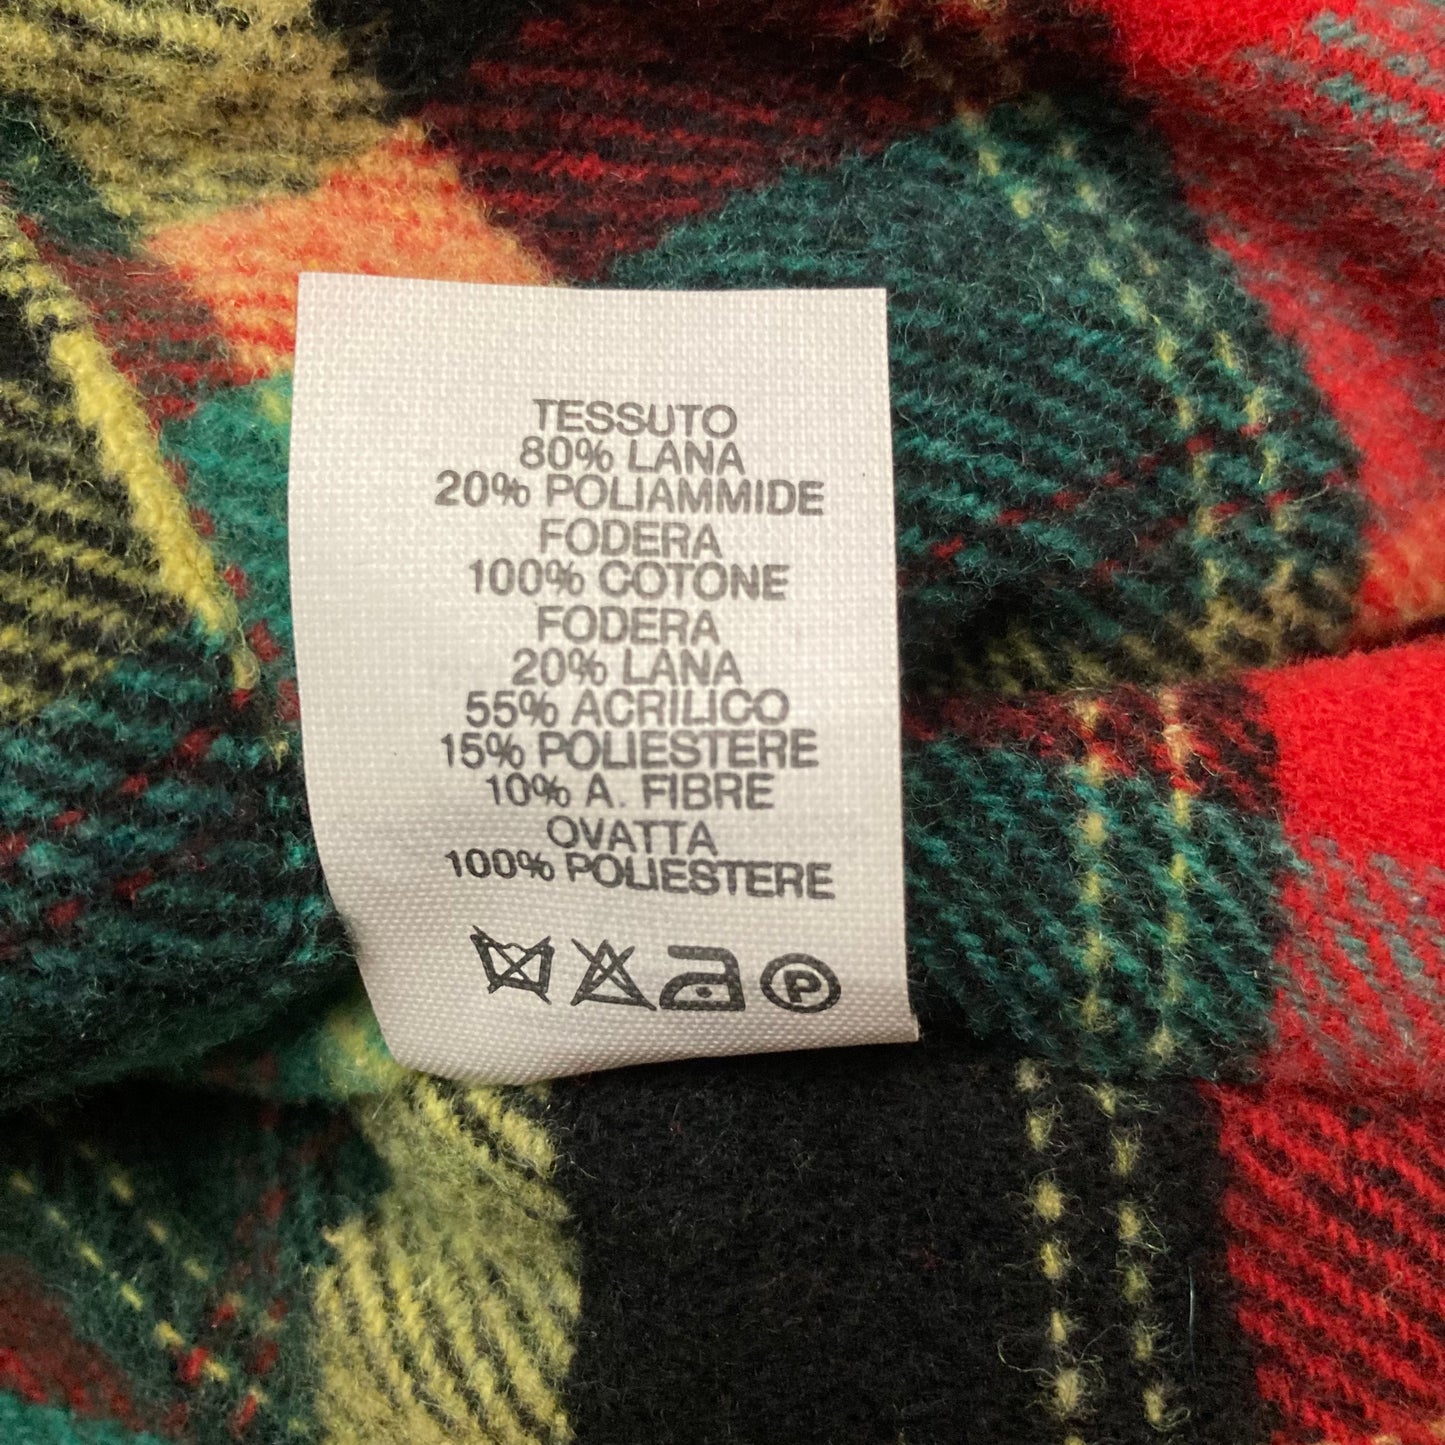 TESSUTO
80% LANA
20% POLIAMMIDE
FODERA
100% COTONE
FODERA
20% LANA
55% ACRILICO
15% POLIESTERE
10% A. FIBRE
OVATTA
100% POLIESTERE
P